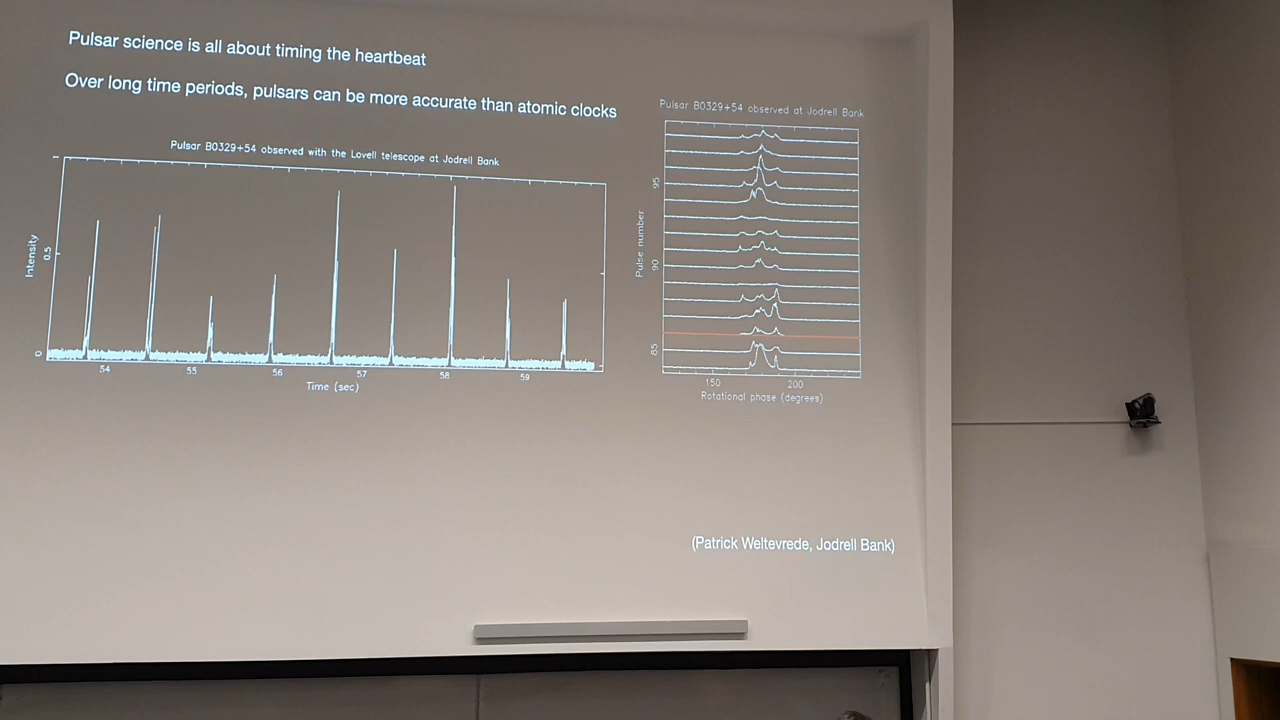 Pulsar science is all about timing the heartbeat
Over long time periods, pulsars can be more accurate than atomic clocks
Pulsar B0329+54 observed with the Lovell telescope at Jodrell Bank
Intensity
0.5
0
54 55 56 57 58 59
Time (sec)
Pulsar B0329+54 observed at Jodrell Bank
Pulse number
95
90
85
150 200
Rotational phase (degrees)
(Patrick Weltevrede, Jodrell Bank)